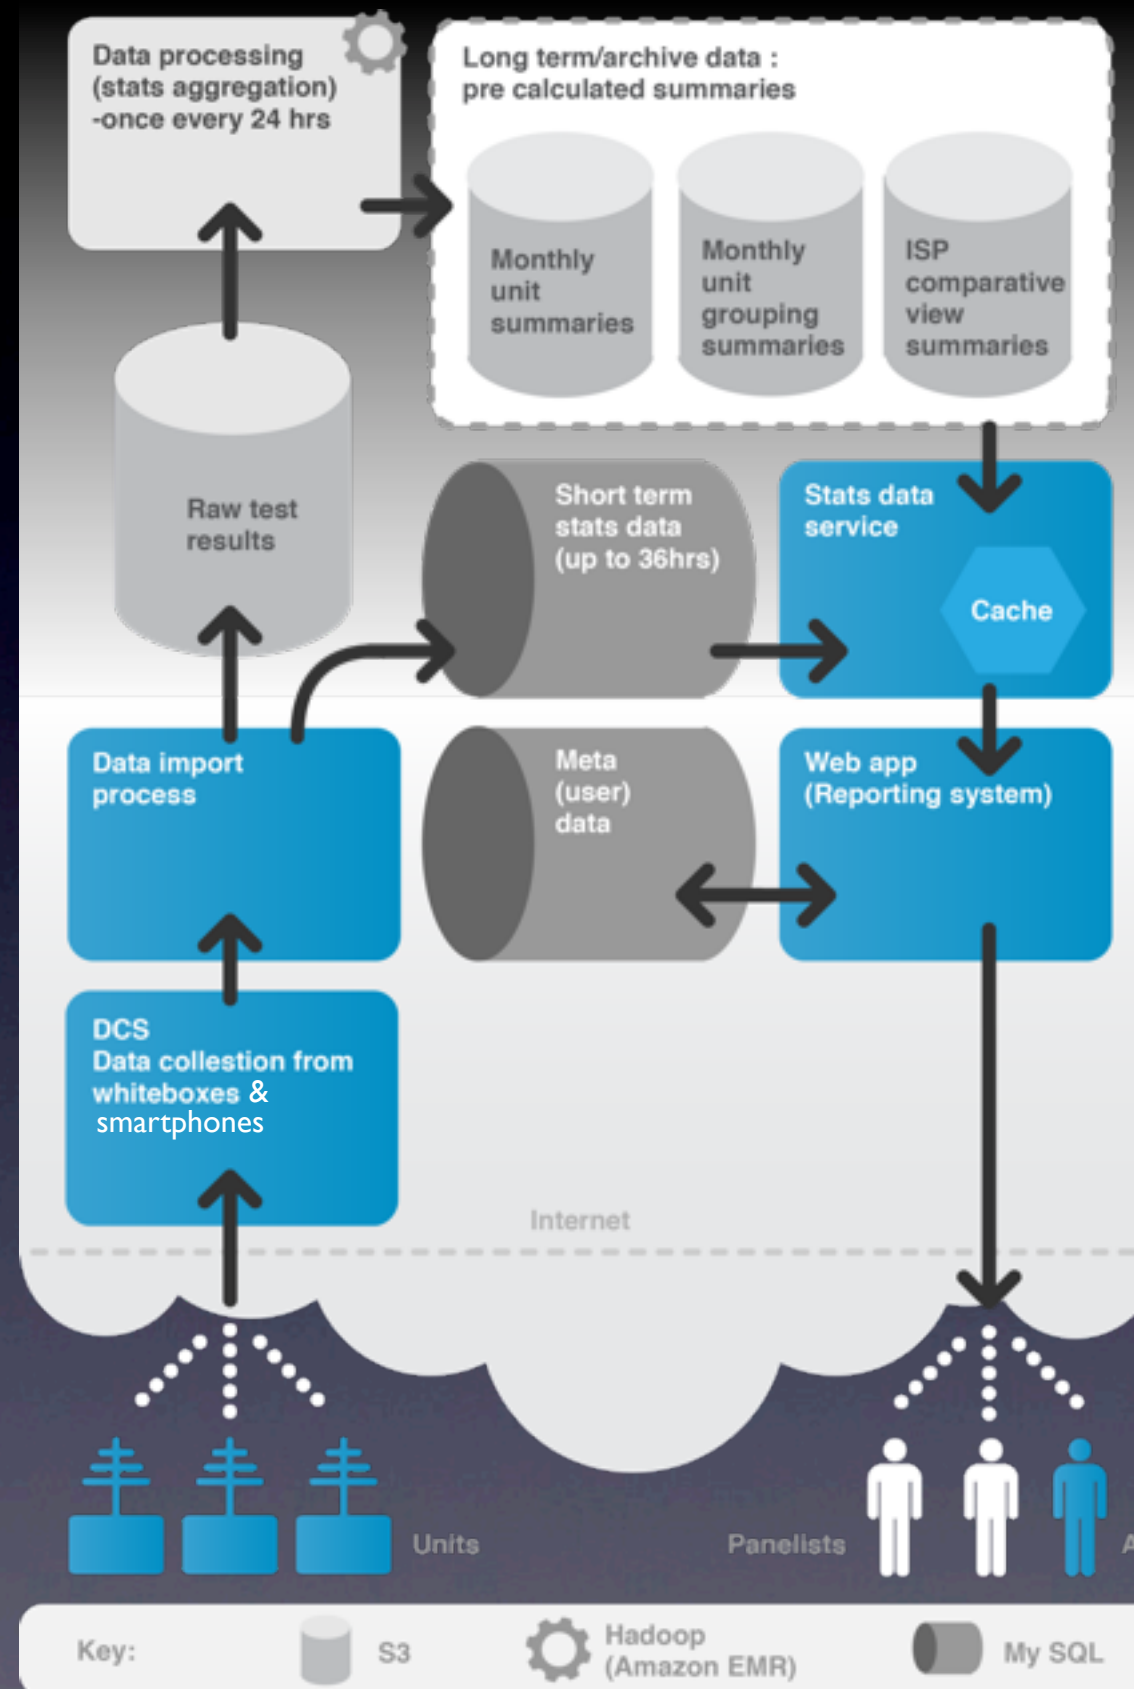 Data processing
(stats aggregation)
-once every 24 hrs
Long term/archive data :
pre calculated summaries
Monthly
unit
summaries
Monthly
unit
grouping
summaries
ISP
comparative
view
summaries
Raw test
results
Short term
stats data
(up to 36hrs)
Stats data
service
Cache
Data import
process
Meta
(user)
data
Web app
(Reporting system)
DCS
Data collestion from
whiteboxes &
smartphones
Internet
Units
Panelists
A
Key:
S3
Hadoop
(Amazon EMR)
My SQL